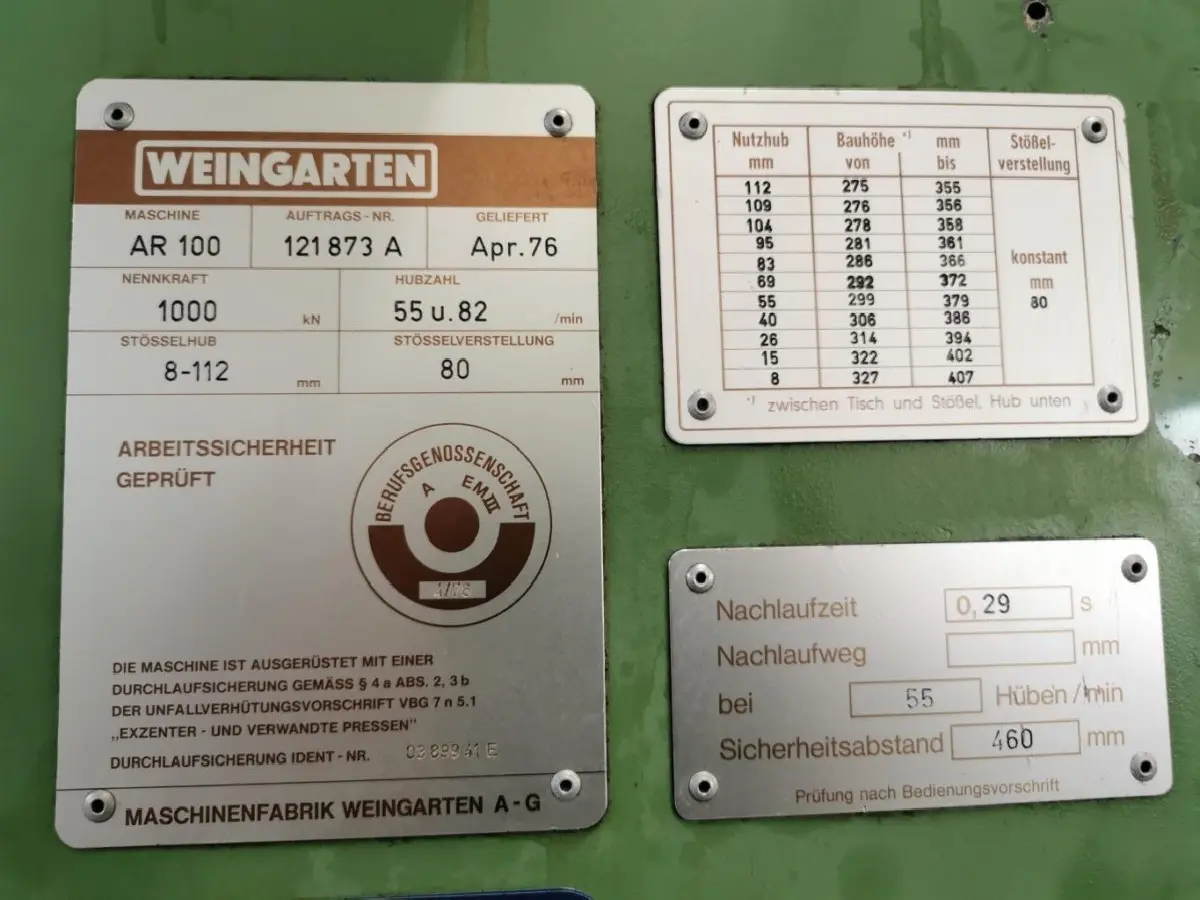 WEINGARTEN
MASCHINE AUFTRAGS-NR. GELIEFERT
AR 100 121873 A Apr. 76
NENNKRAFT HUBZAHL
1000 kN 55 u. 82 /min
STÖSSELHUB STÖSSELVERSTELLUNG
8-112 mm 80 mm
ARBEITSSICHERHEIT
GEPRÜFT
BERUFSGENOSSENSCHAFT
A EM III
DIE MASCHINE IST AUSGERÜSTET MIT EINER
DURCHLAUFSICHERUNG GEMÄSS § 4a ABS. 2, 3b
DER UNFALLVERHÜTUNGSVORSCHRIFT VBG 7n 5.1
„EXZENTER - UND VERWANDTE PRESSEN"
DURCHLAUFSICHERUNG IDENT - NR.
MASCHINENFABRIK WEINGARTEN A-G
Nutzhub Bauhöhe *) mm Stößel-
mm von bis verstellung
112 275 355
109 276 356
104 278 358
95 281 361
83 286 366
69 292 372
55 299 379
40 306 386
26 314 394
15 322 402
8 327 407
konstant
mm
80
*) zwischen Tisch und Stößel, Hub unten
Nachlaufzeit 0,29 s
Nachlaufweg mm
bei 55 Hüben/min
Sicherheitsabstand 460 mm
Prüfung nach Bedienungsvorschrift